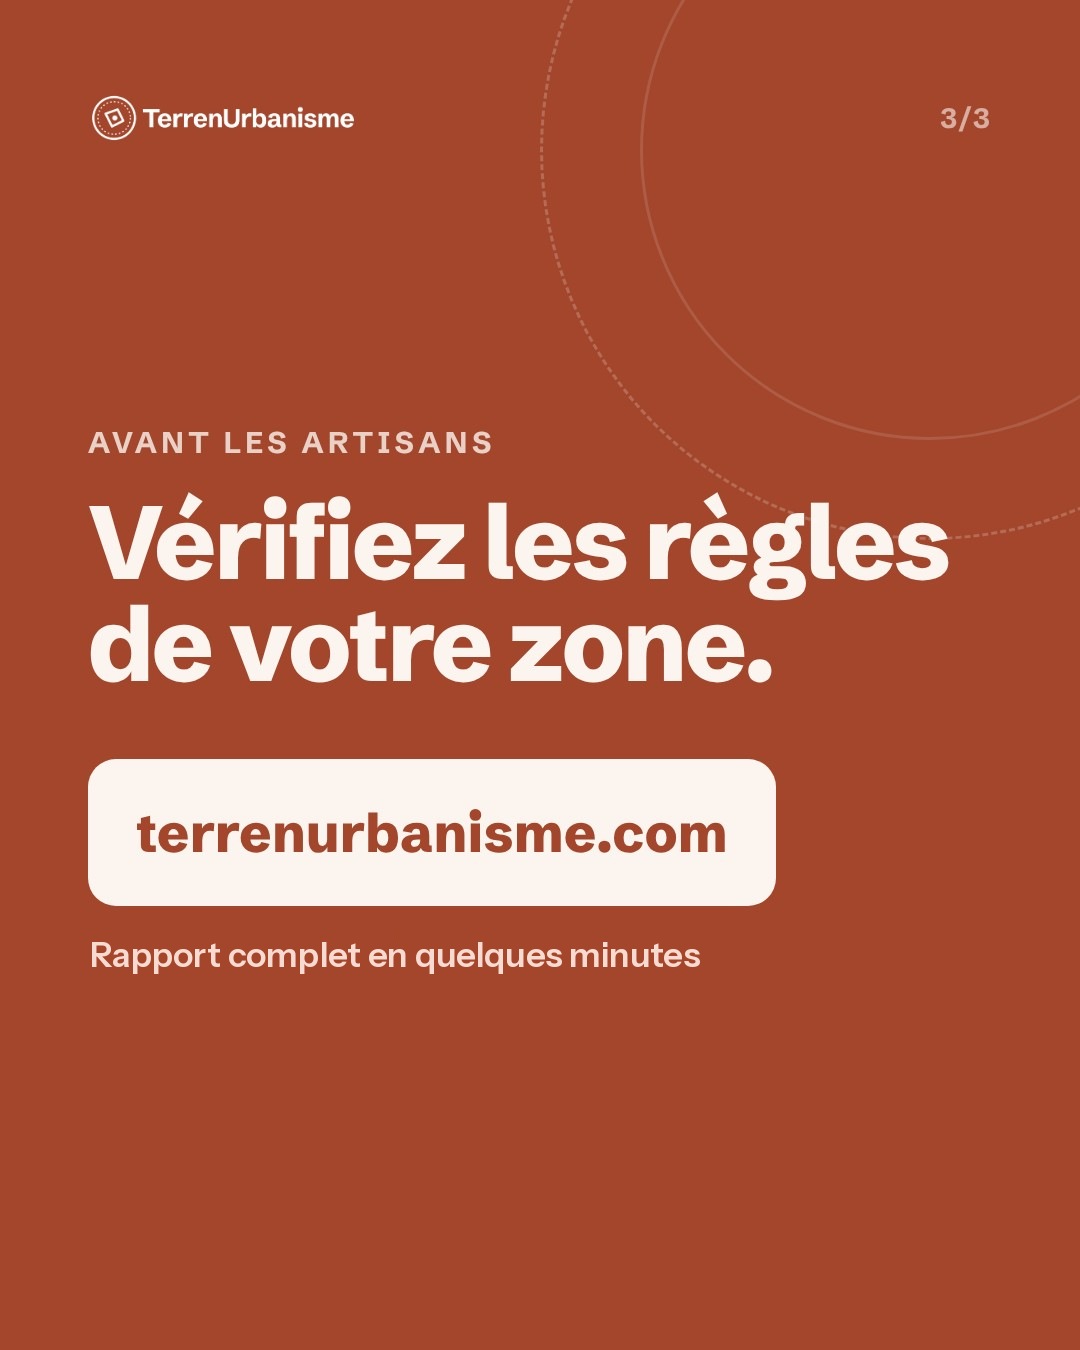 TerrenUrbanisme
3/3
AVANT LES ARTISANS
Vérifiez les règles
de votre zone.
terrenurbanisme.com
Rapport complet en quelques minutes